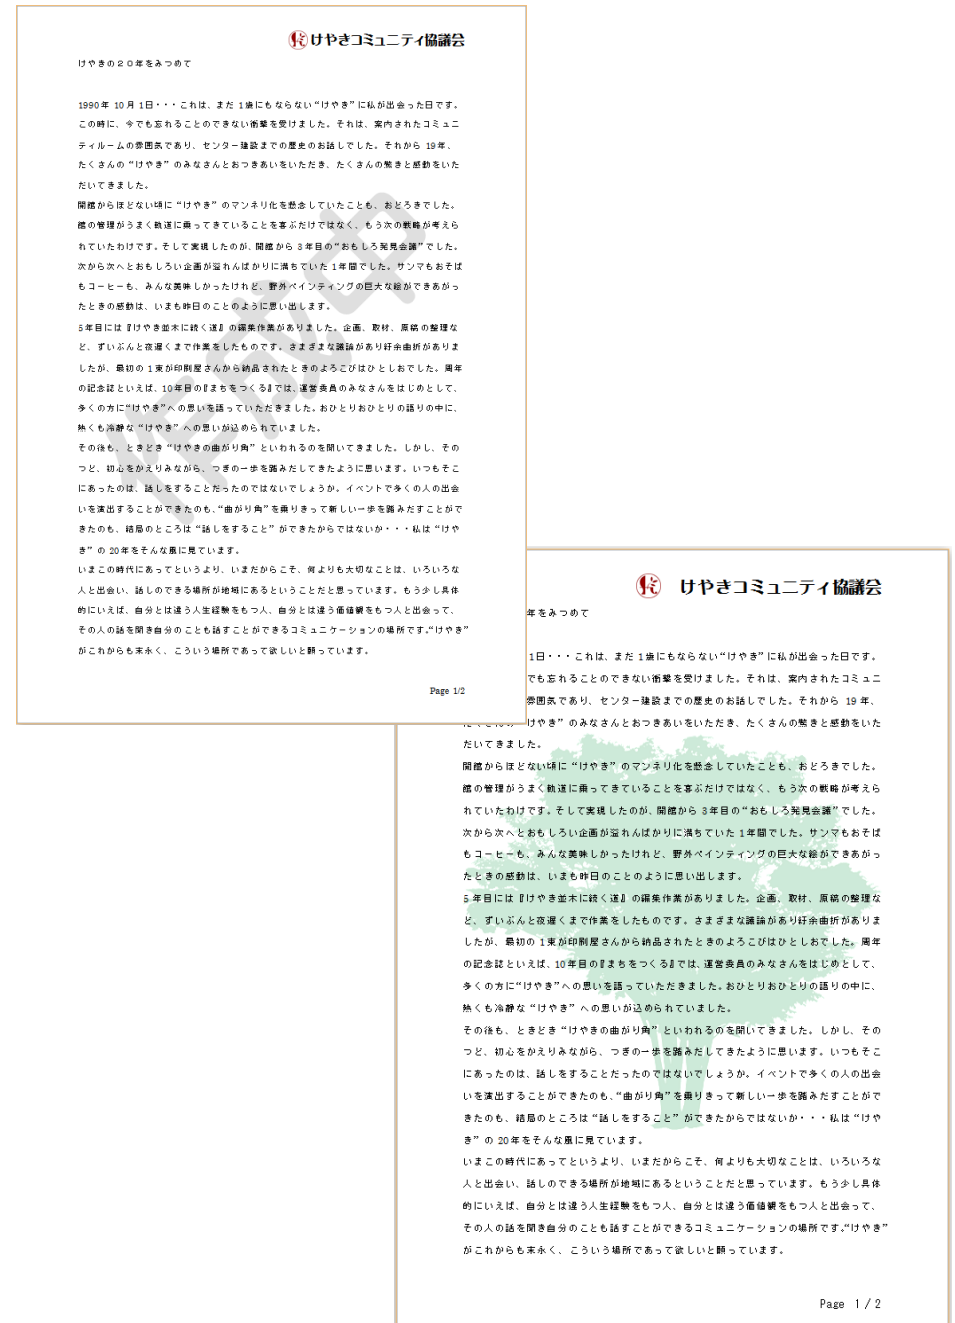 けやきコミュニティ協議会
けやきの２０年をみつめて
1990年 10月 1日・・・これは、まだ 1歳にもならない“けやき”に私が出会った日です。
この時に、今でも忘れることのできない衝撃を受けました。それは、案内されたコミュニ
ティルームの雰囲気であり、センター建設までの歴史のお話しでした。それから 19年、
たくさんの“けやき”のみなさんとおつきあいをいただき、たくさんの驚きと感動をいた
だいてきました。
開館からほどない頃に“けやき”のマンネリ化を懸念していたことも、おどろきでした。
館の管理がうまく軌道に乗ってきていることを喜ぶだけではなく、もう次の戦略が考えら
れていたわけです。そして実現したのが、開館から 3年目の“おもしろ発見会議”でした。
次から次へとおもしろい企画が溢れんばかりに満ちていた 1年間でした。サンマもおそば
もコーヒーも、みんな美味しかったけれど、野外ペインティングの巨大な絵ができあがっ
たときの感動は、いまも昨日のことのように思い出します。
5年目には『けやき並木に続く道』の編集作業がありました。企画、取材、原稿の整理な
ど、ずいぶんと夜遅くまで作業をしたものです。さまざまな議論があり紆余曲折がありま
したが、最初の 1束が印刷屋さんから納品されたときのよろこびはひとしおでした。周年
の記念誌といえば、10年目の『まちをつくる』では、運営委員のみなさんをはじめとして、
多くの方に“けやき”への思いを語っていただきました。おひとりおひとりの語りの中に、
熱くも冷静な“けやき”への思いが込められていました。
その後も、ときどき“けやきの曲がり角”といわれるのを聞いてきました。しかし、その
つど、初心をかえりみながら、つぎの一歩を踏みだしてきたように思います。いつもそこ
にあったのは、話しをすることだったのではないでしょうか。イベントで多くの人の出会
いを演出することができたのも、“曲がり角”を乗りきって新しい一歩を踏みだすことがで
きたのも、結局のところは“話しをすること”ができたからではないか・・・私は“けや
き”の 20年をそんな風に見ています。
いまこの時代にあってというより、いまだからこそ、何よりも大切なことは、いろいろな
人と出会い、話しのできる場所が地域にあるということだと思っています。もう少し具体
的にいえば、自分とは違う人生経験をもつ人、自分とは違う価値観をもつ人と出会って、
その人の話を聞き自分のことも話すことができるコミュニケーションの場所です。“けやき”
がこれからも末永く、こういう場所であって欲しいと願っています。
Page 1/2
作成中
けやきコミュニティ協議会
年をみつめて
1日・・・これは、まだ 1歳にもならない“けやき”に私が出会った日です。
でも忘れることのできない衝撃を受けました。それは、案内されたコミュニ
雰囲気であり、センター建設までの歴史のお話しでした。それから 19年、
けやき”のみなさんとおつきあいをいただき、たくさんの驚きと感動をいた
だいてきました。
開館からほどない頃に“けやき”のマンネリ化を懸念していたことも、おどろきでした。
館の管理がうまく軌道に乗ってきていることを喜ぶだけではなく、もう次の戦略が考えら
れていたわけです。そして実現したのが、開館から 3年目の“おもしろ発見会議”でした。
次から次へとおもしろい企画が溢れんばかりに満ちていた 1年間でした。サンマもおそば
もコーヒーも、みんな美味しかったけれど、野外ペインティングの巨大な絵ができあがっ
たときの感動は、いまも昨日のことのように思い出します。
5年目には『けやき並木に続く道』の編集作業がありました。企画、取材、原稿の整理な
ど、ずいぶんと夜遅くまで作業をしたものです。さまざまな議論があり紆余曲折がありま
したが、最初の 1束が印刷屋さんから納品されたときのよろこびはひとしおでした。周年
の記念誌といえば、10年目の『まちをつくる』では、運営委員のみなさんをはじめとして、
多くの方に“けやき”への思いを語っていただきました。おひとりおひとりの語りの中に、
熱くも冷静な“けやき”への思いが込められていました。
その後も、ときどき“けやきの曲がり角”といわれるのを聞いてきました。しかし、その
つど、初心をかえりみながら、つぎの一歩を踏みだしてきたように思います。いつもそこ
にあったのは、話しをすることだったのではないでしょうか。イベントで多くの人の出会
いを演出することができたのも、“曲がり角”を乗りきって新しい一歩を踏みだすことがで
きたのも、結局のところは“話しをすること”ができたからではないか・・・私は“けや
き”の 20年をそんな風に見ています。
いまこの時代にあってというより、いまだからこそ、何よりも大切なことは、いろいろな
人と出会い、話しのできる場所が地域にあるということだと思っています。もう少し具体
的にいえば、自分とは違う人生経験をもつ人、自分とは違う価値観をもつ人と出会って、
その人の話を聞き自分のことも話すことができるコミュニケーションの場所です。“けやき”
がこれからも末永く、こういう場所であって欲しいと願っています。
Page 1/2